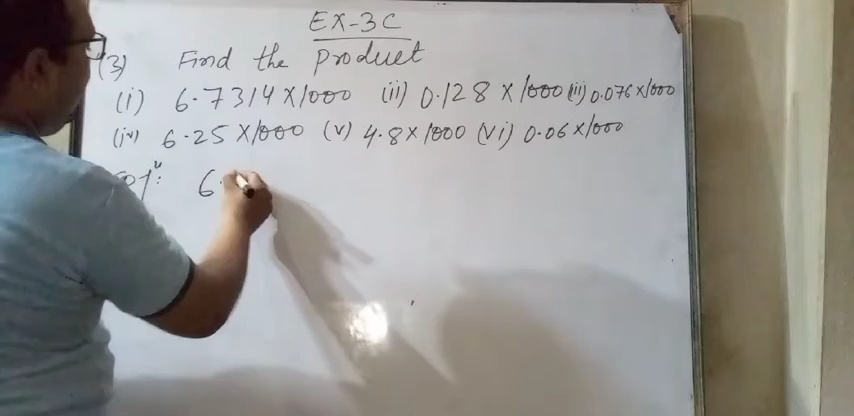 EX-3C
(3) Find the product
(i) 6.7314 X 1000 (ii) 0.128 X 1000 (iii) 0.076 X 1000
(iv) 6.25 X 1000 (v) 4.8 X 1000 (vi) 0.06 X 1000
6.